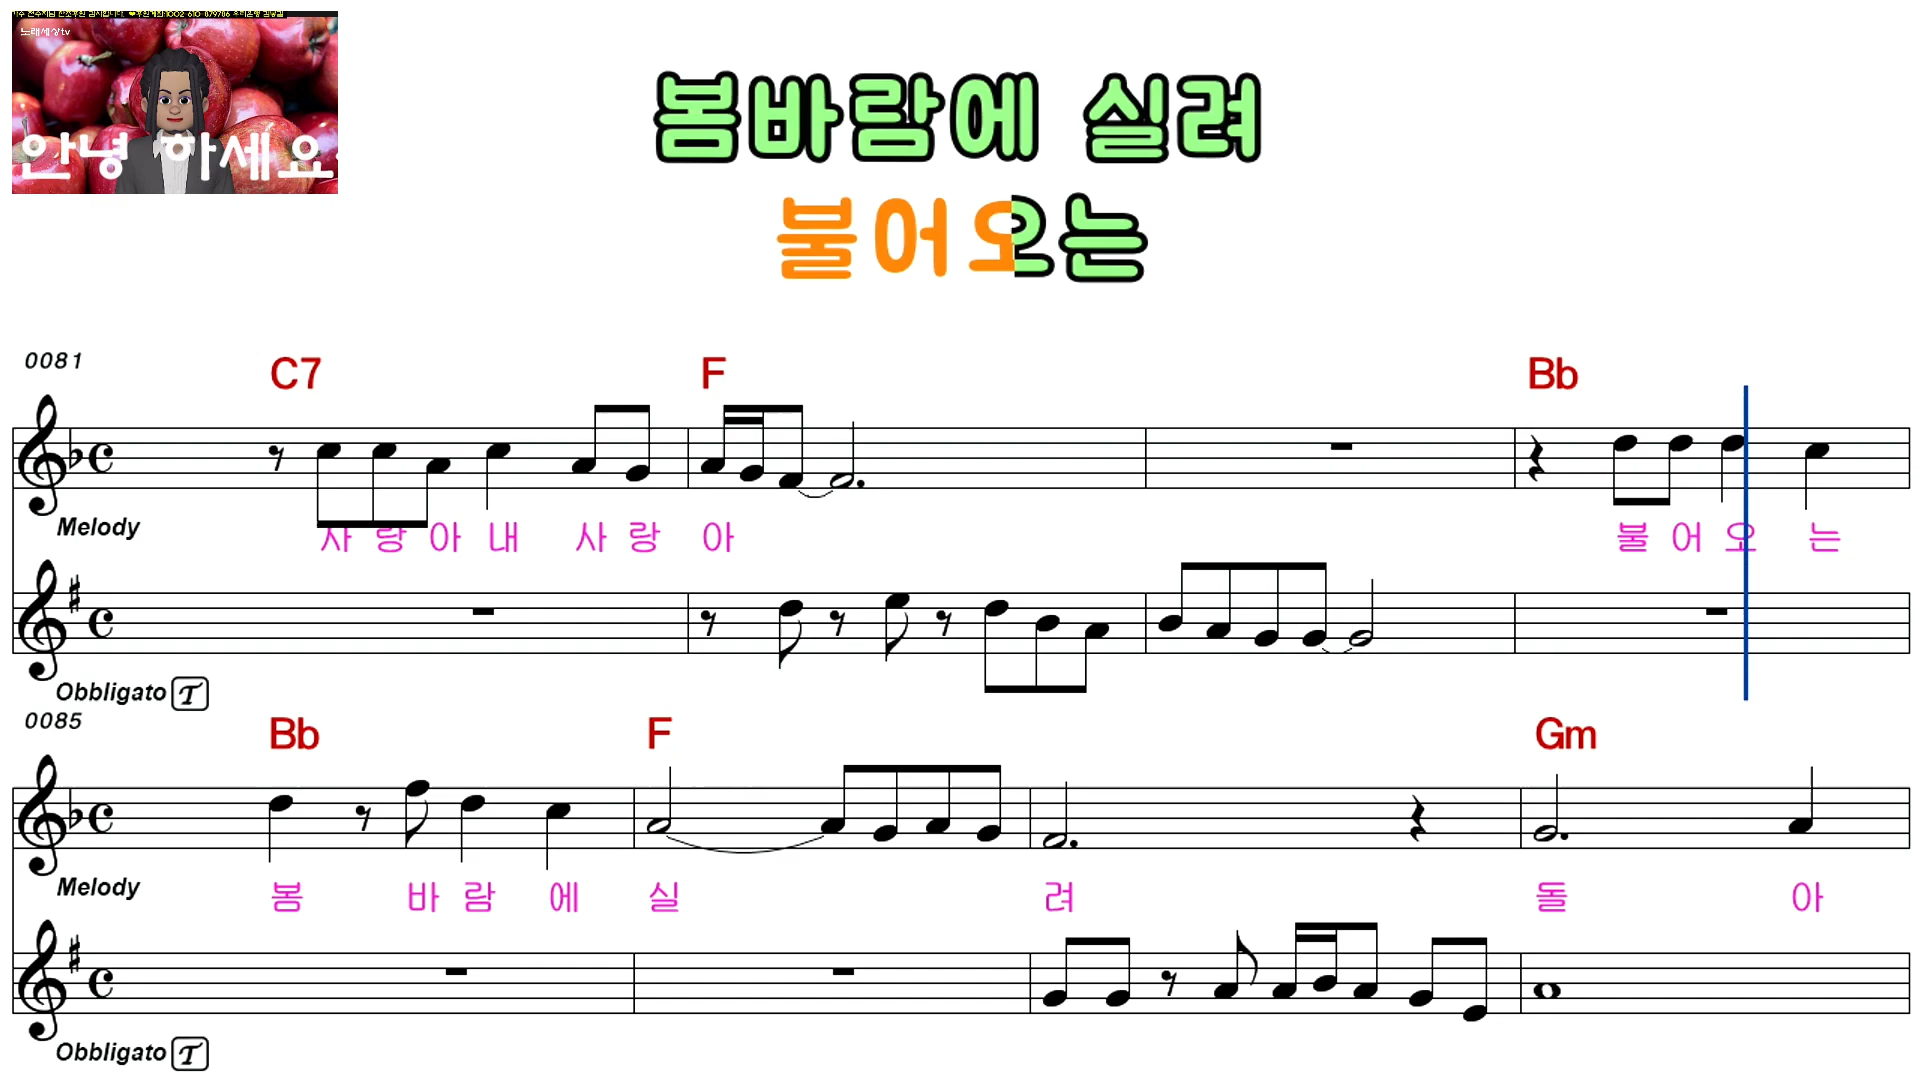 노래세상tv
안녕 하세요
봄바람에 실려
불어오는
0081
C7 F Bb
Melody
사 랑 아 내 사 랑 아 불 어 오 는
Obbligato T
0085
Bb F Gm
Melody
봄 바 람 에 실 려 돌 아
Obbligato T